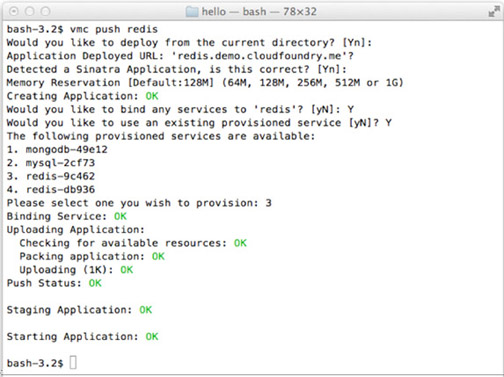 hello — bash — 78×32
bash-3.2$ vmc push redis
Would you like to deploy from the current directory? [Yn]:
Application Deployed URL: 'redis.demo.cloudfoundry.me'?
Detected a Sinatra Application, is this correct? [Yn]:
Memory Reservation [Default:128M] (64M, 128M, 256M, 512M or 1G)
Creating Application: OK
Would you like to bind any services to 'redis'? [yN]: Y
Would you like to use an existing provisioned service [yN]? Y
The following provisioned services are available:
1. mongodb-49e12
2. mysql-2cf73
3. redis-9c462
4. redis-db936
Please select one you wish to provision: 3
Binding Service: OK
Uploading Application:
  Checking for available resources: OK
  Packing application: OK
  Uploading (1K): OK
Push Status: OK
Staging Application: OK
Starting Application: OK
bash-3.2$